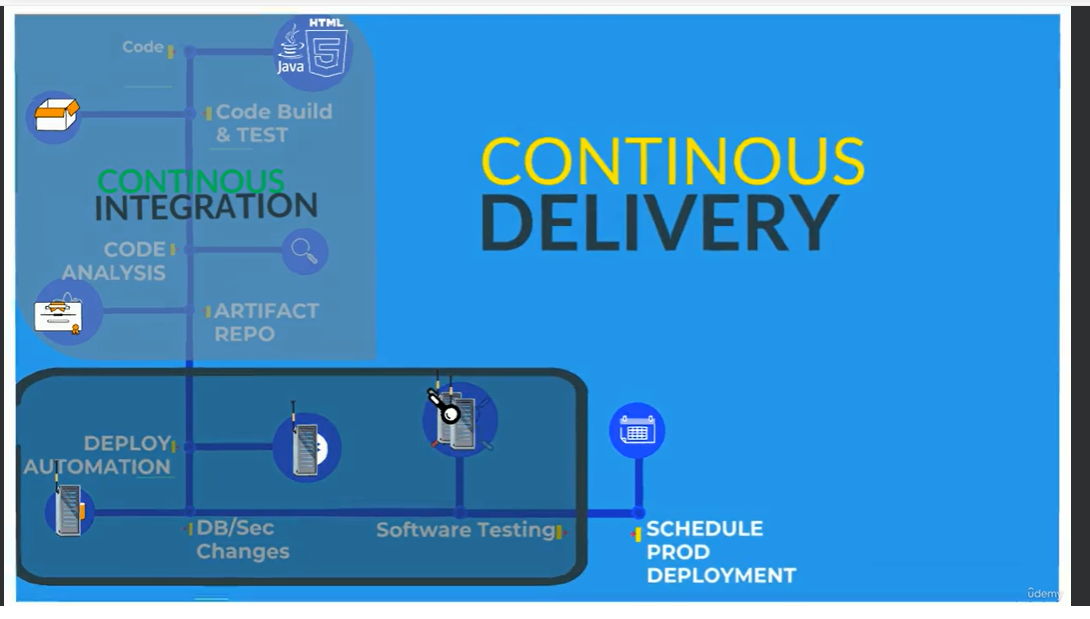 Code
HTML
5
Java
Code Build
& TEST
CONTINOUS
INTEGRATION
CODE
ANALYSIS
ARTIFACT
REPO
CONTINOUS
DELIVERY
DEPLOY
AUTOMATION
DB/Sec
Changes
Software Testing
SCHEDULE
PROD
DEPLOYMENT
ûdemy